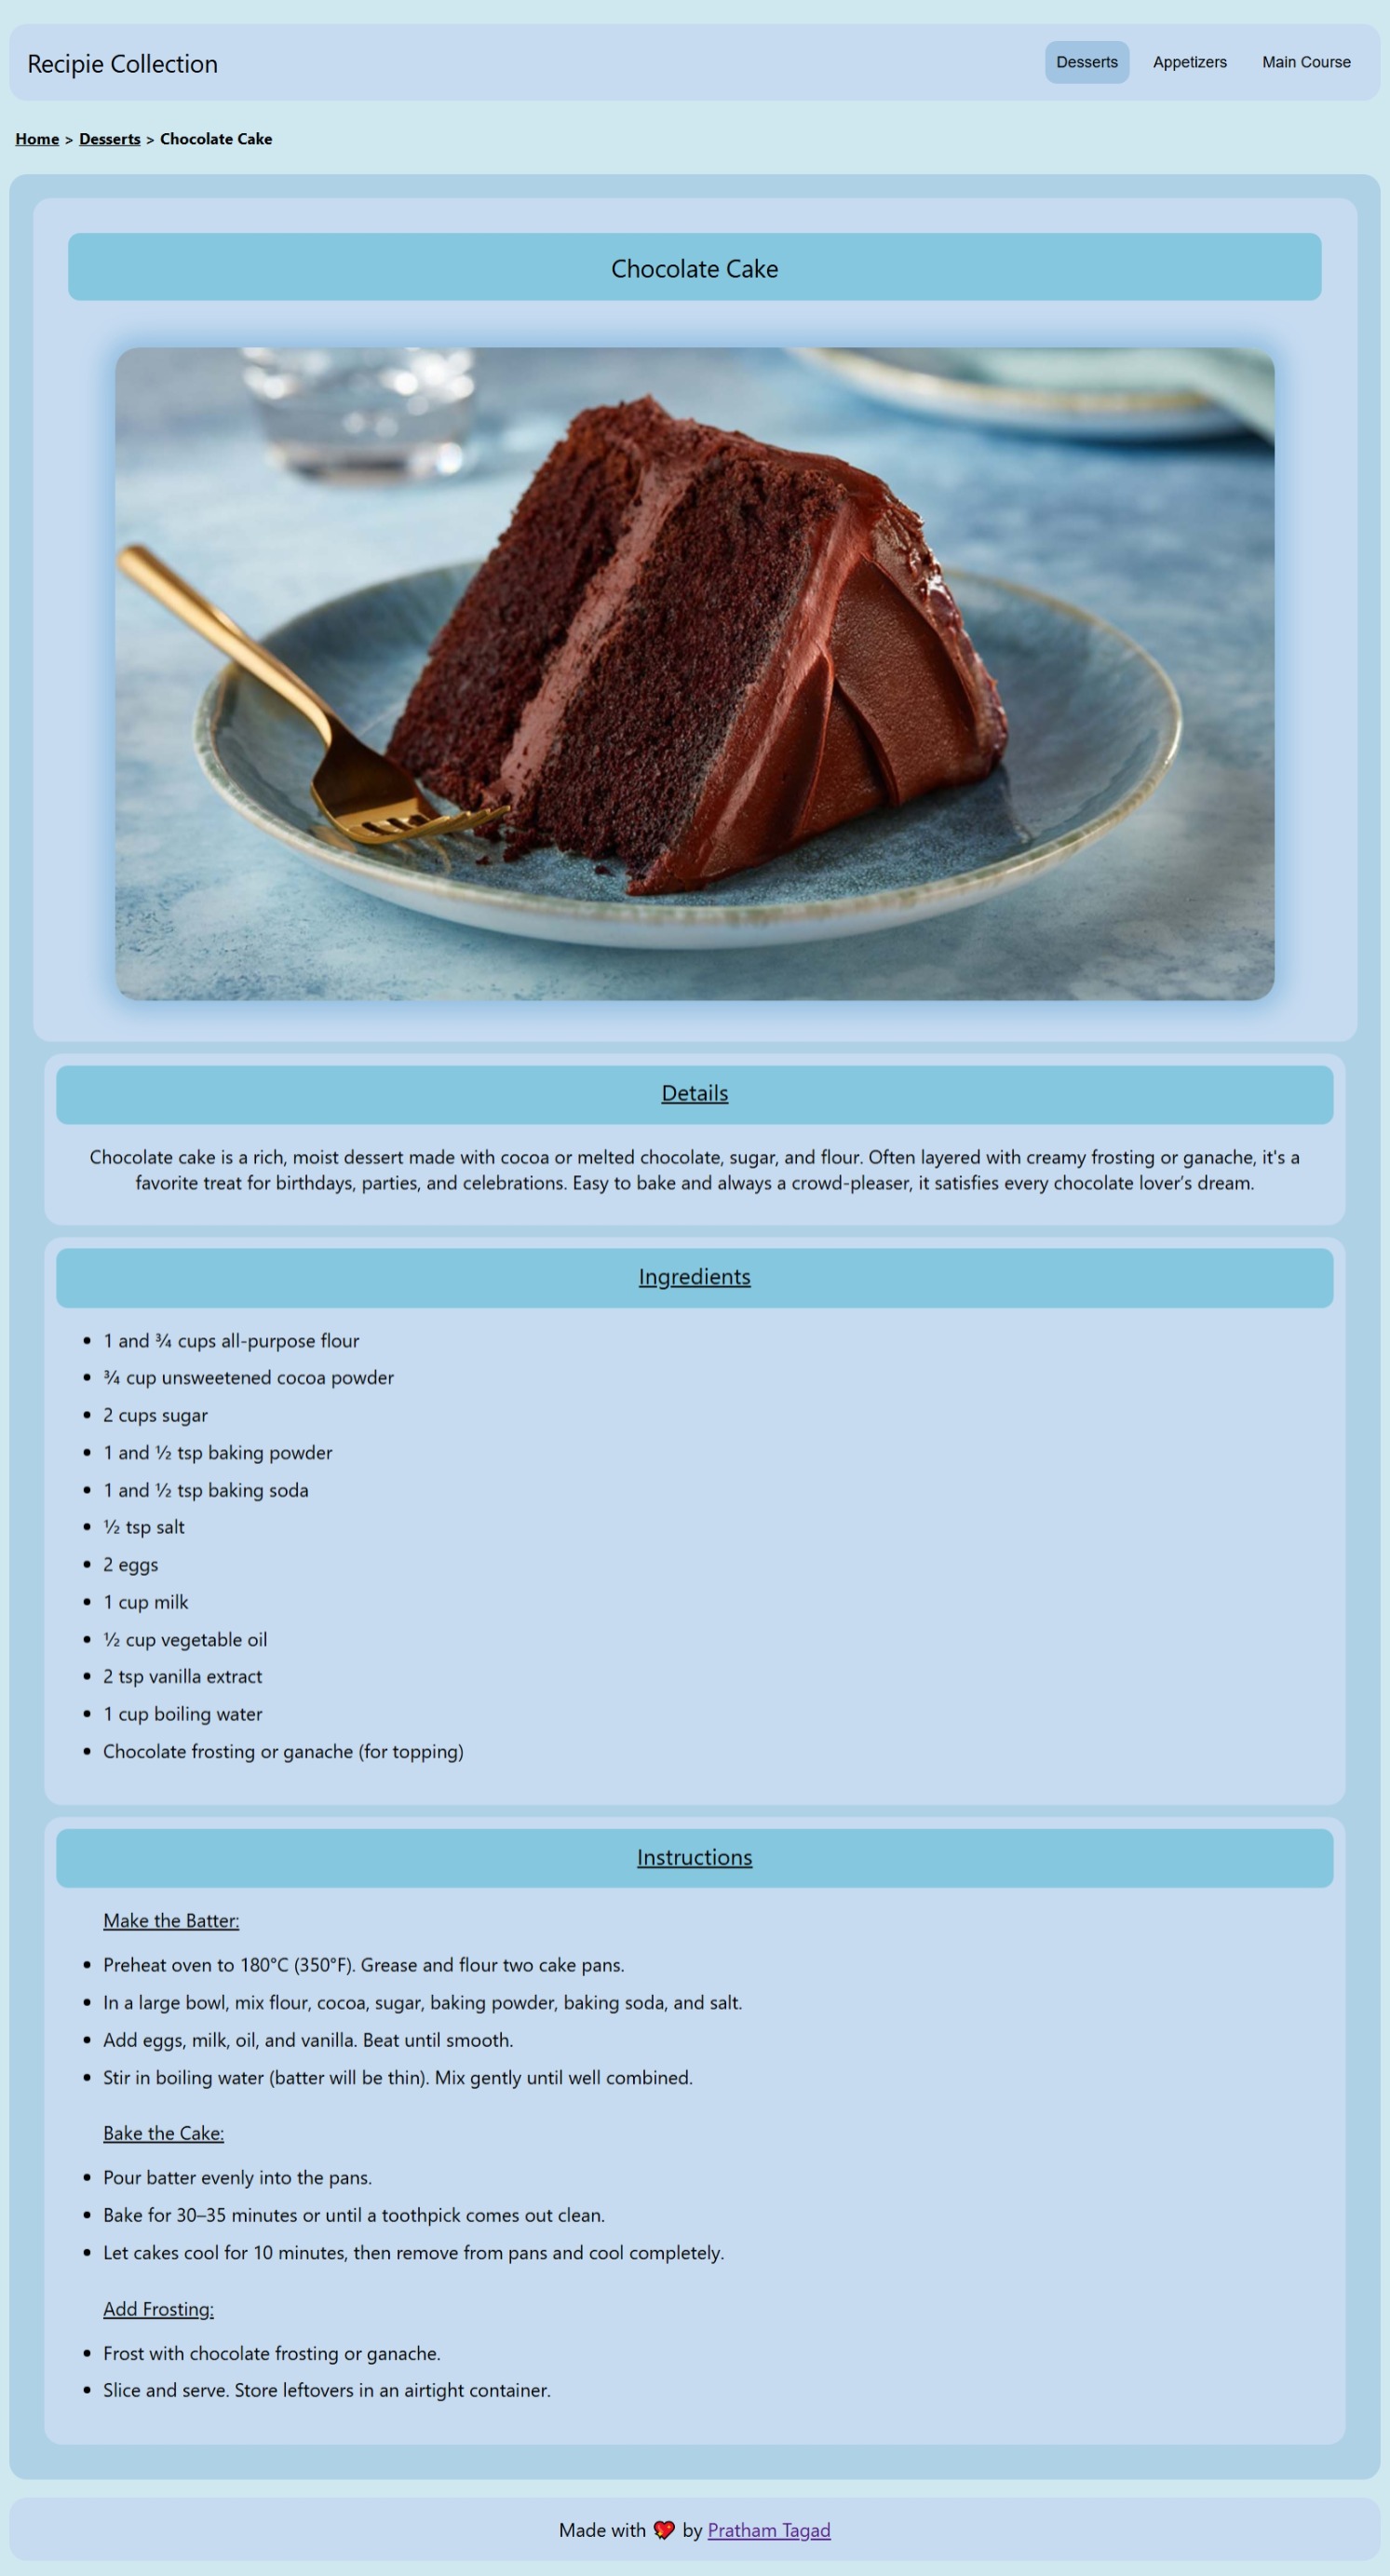 Recipie Collection
Desserts Appetizers Main Course
Home > Desserts > Chocolate Cake
Chocolate Cake
Details
Chocolate cake is a rich, moist dessert made with cocoa or melted chocolate, sugar, and flour. Often layered with creamy frosting or ganache, it's a
favorite treat for birthdays, parties, and celebrations. Easy to bake and always a crowd-pleaser, it satisfies every chocolate lover’s dream.
Ingredients
• 1 and ¾ cups all-purpose flour
• ¾ cup unsweetened cocoa powder
• 2 cups sugar
• 1 and ½ tsp baking powder
• 1 and ½ tsp baking soda
• ½ tsp salt
• 2 eggs
• 1 cup milk
• ½ cup vegetable oil
• 2 tsp vanilla extract
• 1 cup boiling water
• Chocolate frosting or ganache (for topping)
Instructions
Make the Batter:
• Preheat oven to 180°C (350°F). Grease and flour two cake pans.
• In a large bowl, mix flour, cocoa, sugar, baking powder, baking soda, and salt.
• Add eggs, milk, oil, and vanilla. Beat until smooth.
• Stir in boiling water (batter will be thin). Mix gently until well combined.
Bake the Cake:
• Pour batter evenly into the pans.
• Bake for 30–35 minutes or until a toothpick comes out clean.
• Let cakes cool for 10 minutes, then remove from pans and cool completely.
Add Frosting:
• Frost with chocolate frosting or ganache.
• Slice and serve. Store leftovers in an airtight container.
Made with 💖 by Pratham Tagad